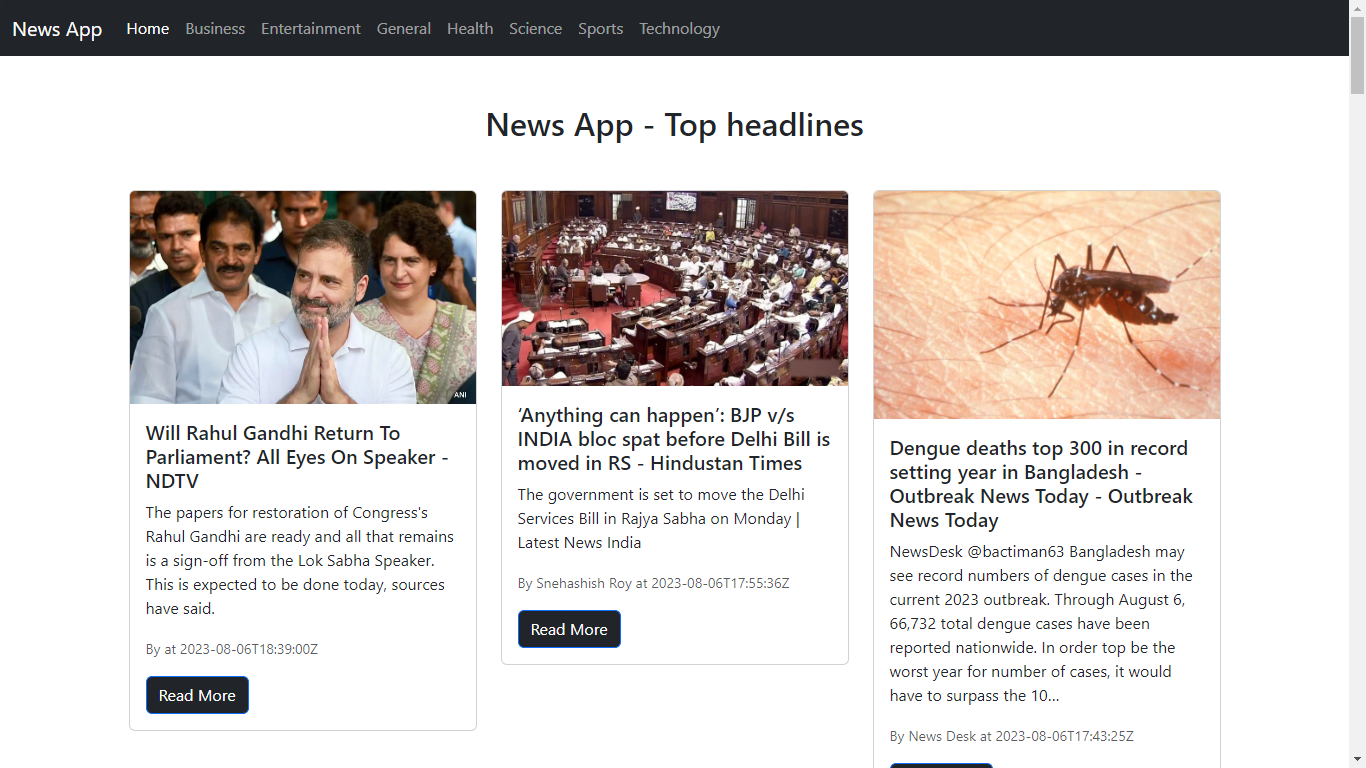 News App Home Business Entertainment General Health Science Sports Technology
News App - Top headlines
ANI
Will Rahul Gandhi Return To
Parliament? All Eyes On Speaker -
NDTV
The papers for restoration of Congress's
Rahul Gandhi are ready and all that remains
is a sign-off from the Lok Sabha Speaker.
This is expected to be done today, sources
have said.
By at 2023-08-06T18:39:00Z
Read More
‘Anything can happen’: BJP v/s
INDIA bloc spat before Delhi Bill is
moved in RS - Hindustan Times
The government is set to move the Delhi
Services Bill in Rajya Sabha on Monday |
Latest News India
By Snehashish Roy at 2023-08-06T17:55:36Z
Read More
Dengue deaths top 300 in record
setting year in Bangladesh -
Outbreak News Today - Outbreak
News Today
NewsDesk @bactiman63 Bangladesh may
see record numbers of dengue cases in the
current 2023 outbreak. Through August 6,
66,732 total dengue cases have been
reported nationwide. In order top be the
worst year for number of cases, it would
have to surpass the 10…
By News Desk at 2023-08-06T17:43:25Z